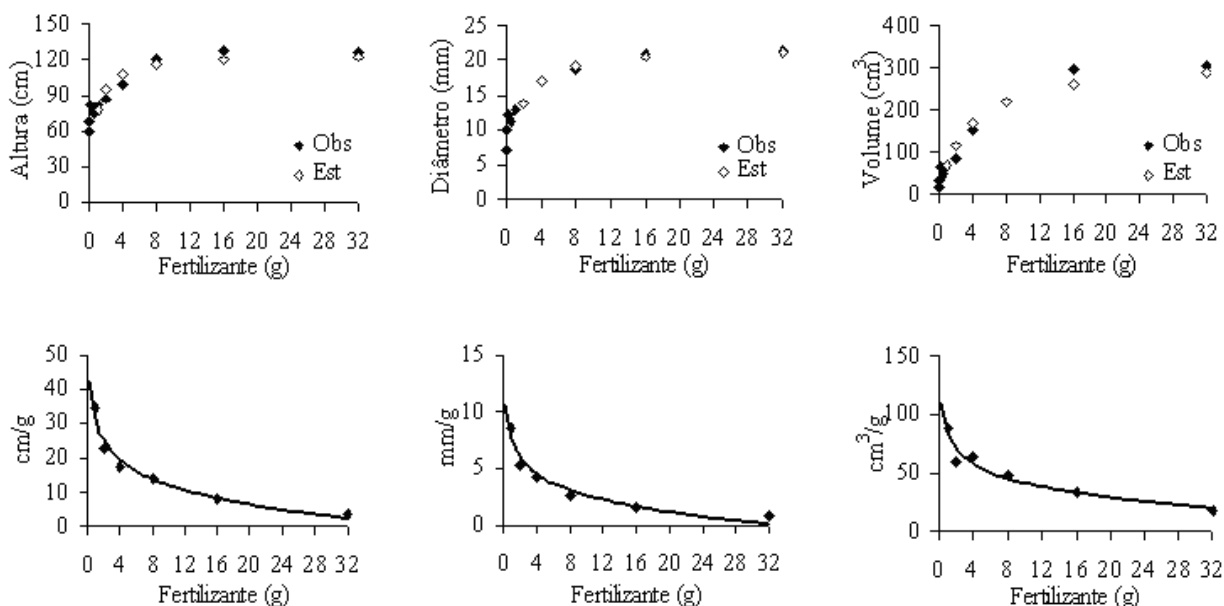 Altura (cm)
150
120
90
60
30
0
Obs
Est
0 4 8 12 16 20 24 28 32
Fertilizante (g)
Diâmetro (mm)
25
20
15
10
5
0
Obs
Est
0 4 8 12 16 20 24 28 32
Fertilizante (g)
Volume (cm³)
400
300
200
100
0
Obs
Est
0 4 8 12 16 20 24 28 32
Fertilizante (g)
cm/g
50
40
30
20
10
0
0 4 8 12 16 20 24 28 32
Fertilizante (g)
mm/g
15
10
5
0
0 4 8 12 16 20 24 28 32
Fertilizante (g)
cm³/g
150
100
50
0
0 4 8 12 16 20 24 28 32
Fertilizante (g)